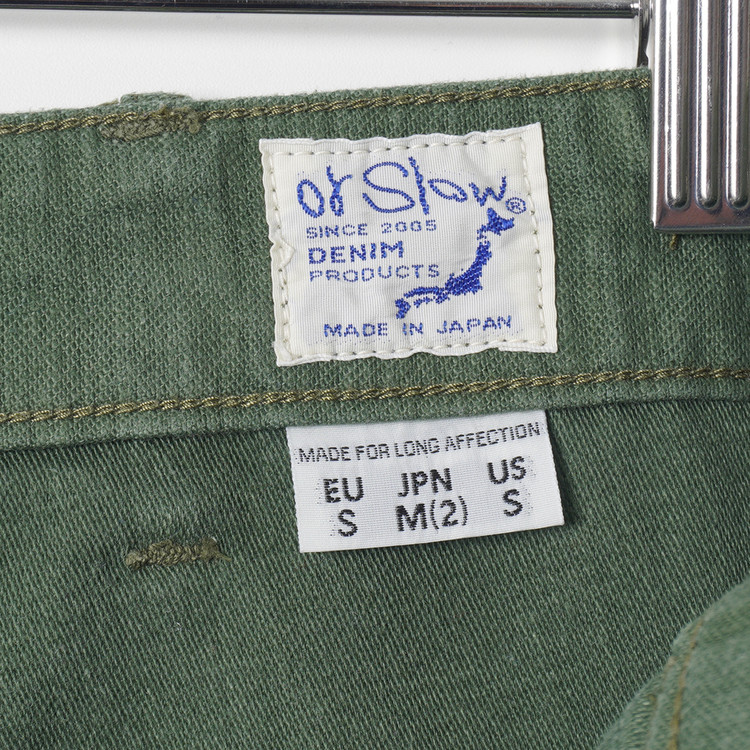 or Slow®
SINCE 2005
DENIM
PRODUCTS
MADE IN JAPAN
MADE FOR LONG AFFECTION
EU JPN US
S M(2) S